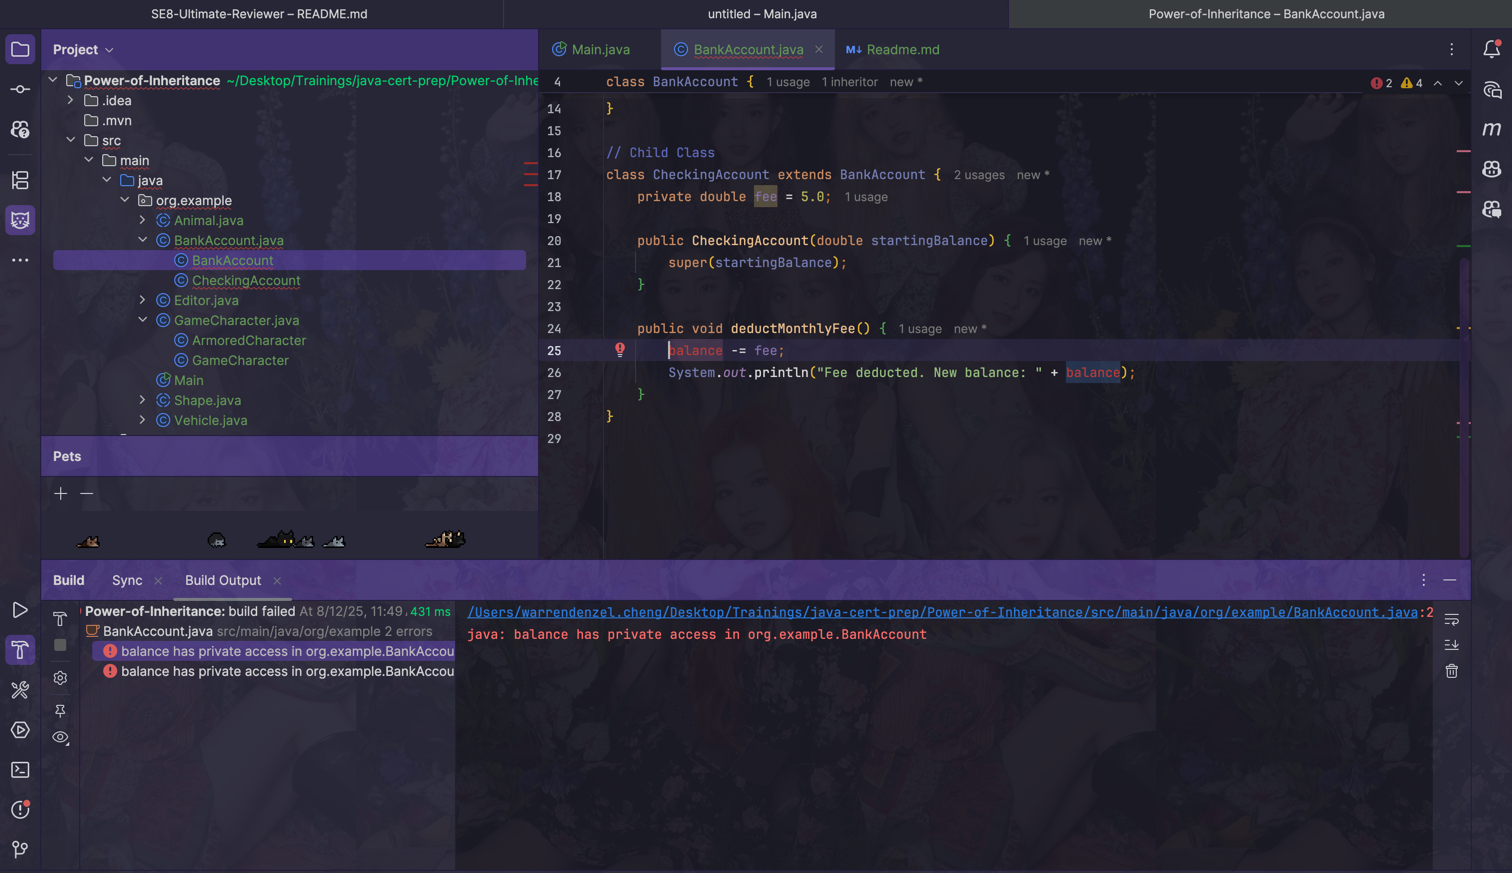 SE8-Ultimate-Reviewer – README.md
untitled – Main.java
Power-of-Inheritance – BankAccount.java
Project
Main.java
BankAccount.java
M↓ Readme.md
Power-of-Inheritance ~/Desktop/Trainings/java-cert-prep/Power-of-Inhe
.idea
.mvn
src
main
java
org.example
Animal.java
BankAccount.java
BankAccount
CheckingAccount
Editor.java
GameCharacter.java
ArmoredCharacter
GameCharacter
Main
Shape.java
Vehicle.java
4 class BankAccount { 1 usage 1 inheritor new *
2 4
14 }
15
16 // Child Class
17 class CheckingAccount extends BankAccount { 2 usages new *
18 private double fee = 5.0; 1 usage
19
20 public CheckingAccount(double startingBalance) { 1 usage new *
21 super(startingBalance);
22 }
23
24 public void deductMonthlyFee() { 1 usage new *
25 balance -= fee;
26 System.out.println("Fee deducted. New balance: " + balance);
27 }
28 }
29
m
Pets
Build Sync Build Output
Power-of-Inheritance: build failed At 8/12/25, 11:49 , 431 ms
BankAccount.java src/main/java/org/example 2 errors
balance has private access in org.example.BankAccou
balance has private access in org.example.BankAccou
/Users/warrendenzel.cheng/Desktop/Trainings/java-cert-prep/Power-of-Inheritance/src/main/java/org/example/BankAccount.java:2
java: balance has private access in org.example.BankAccount